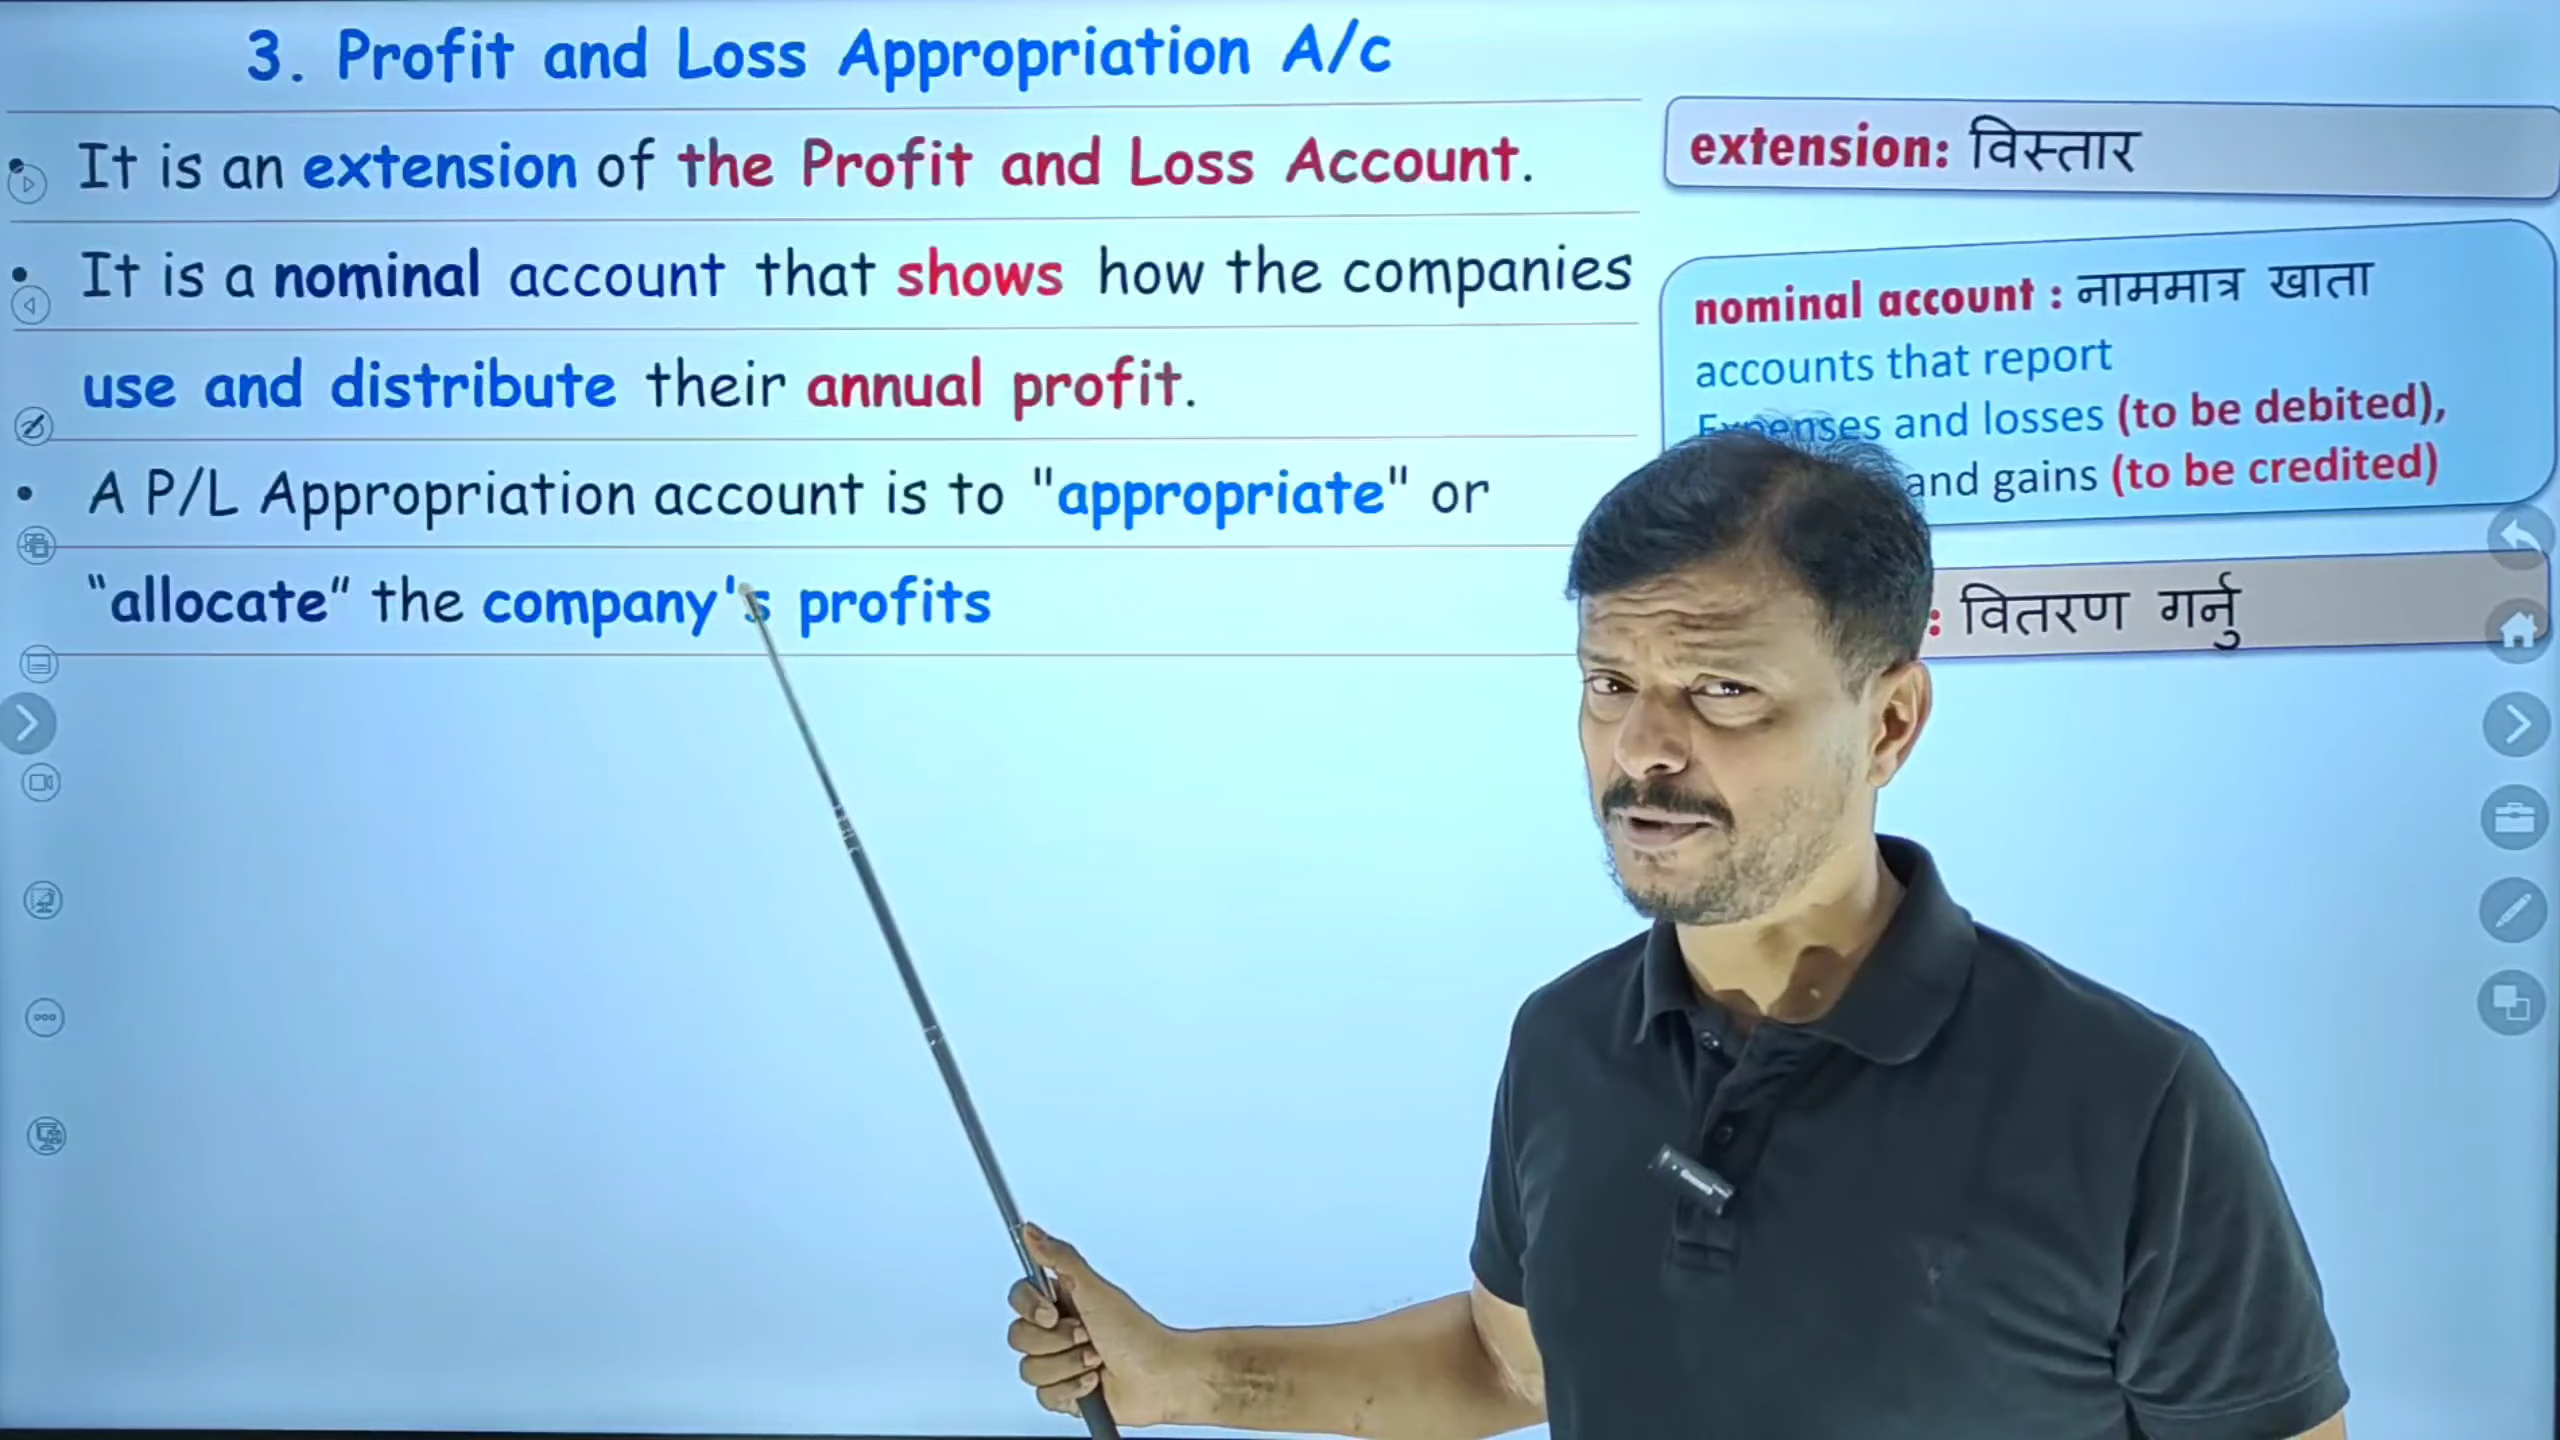 3. Profit and Loss Appropriation A/c
• It is an extension of the Profit and Loss Account.
• It is a nominal account that shows how the companies
use and distribute their annual profit.
• A P/L Appropriation account is to "appropriate" or
“allocate” the company's profits
extension: विस्तार
nominal account : नाममात्र खाता
accounts that report
Expenses and losses (to be debited),
and gains (to be credited)
: वितरण गर्नु